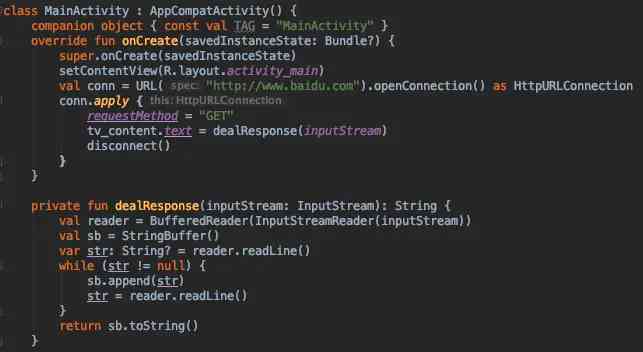 class MainActivity : AppCompatActivity() {
    companion object { const val TAG = "MainActivity" }
    override fun onCreate(savedInstanceState: Bundle?) {
        super.onCreate(savedInstanceState)
        setContentView(R.layout.activity_main)
        val conn = URL( spec: "http://www.baidu.com").openConnection() as HttpURLConnection
        conn.apply { this: HttpURLConnection
            requestMethod = "GET"
            tv_content.text = dealResponse(inputStream)
            disconnect()
        }
    }
    private fun dealResponse(inputStream: InputStream): String {
        val reader = BufferedReader(InputStreamReader(inputStream))
        val sb = StringBuffer()
        var str: String? = reader.readLine()
        while (str != null) {
            sb.append(str)
            str = reader.readLine()
        }
        return sb.toString()
    }